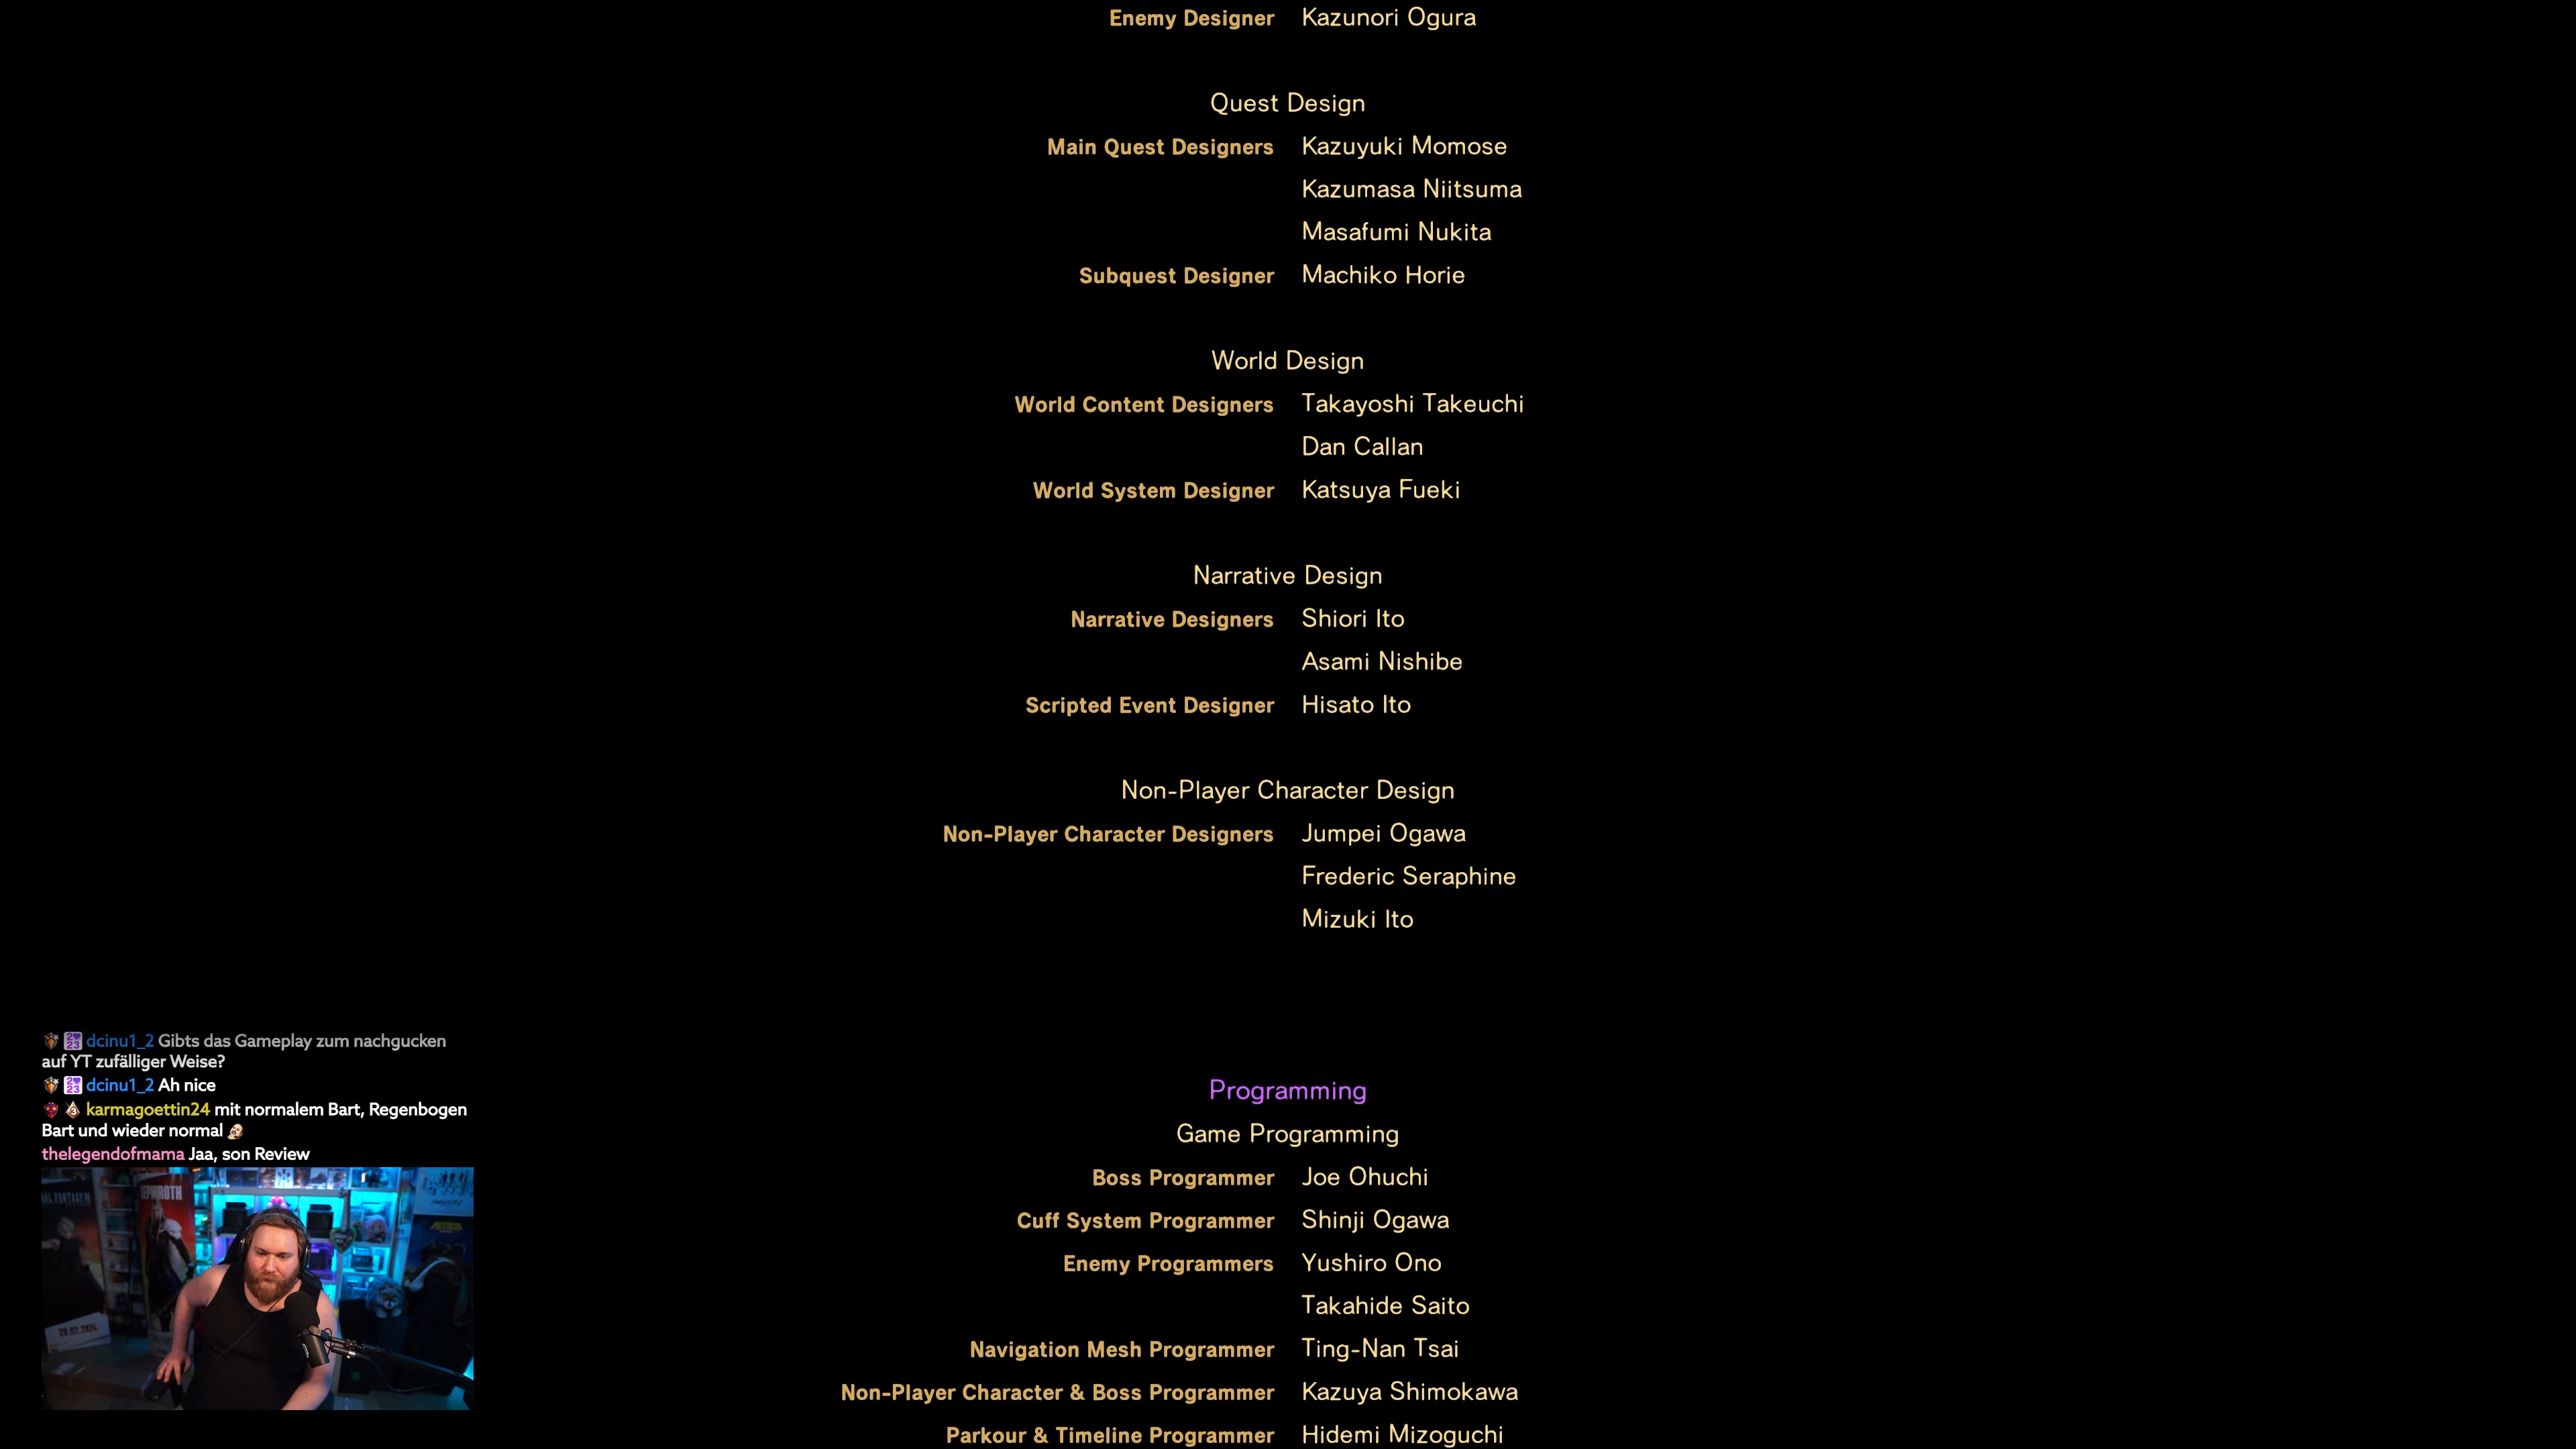 Enemy Designer Kazunori Ogura
Quest Design
Main Quest Designers Kazuyuki Momose
Kazumasa Niitsuma
Masafumi Nukita
Subquest Designer Machiko Horie
World Design
World Content Designers Takayoshi Takeuchi
Dan Callan
World System Designer Katsuya Fueki
Narrative Design
Narrative Designers Shiori Ito
Asami Nishibe
Scripted Event Designer Hisato Ito
Non-Player Character Design
Non-Player Character Designers Jumpei Ogawa
Frederic Seraphine
Mizuki Ito
Programming
Game Programming
Boss Programmer Joe Ohuchi
Cuff System Programmer Shinji Ogawa
Enemy Programmers Yushiro Ono
Takahide Saito
Navigation Mesh Programmer Ting-Nan Tsai
Non-Player Character & Boss Programmer Kazuya Shimokawa
Parkour & Timeline Programmer Hidemi Mizoguchi
dcinu1_2 Gibts das Gameplay zum nachgucken
auf YT zufälliger Weise?
dcinu1_2 Ah nice
karmagoettin24 mit normalem Bart, Regenbogen
Bart und wieder normal
thelegendofmama Jaa, son Review
SEPHIROTH
29.02.2024